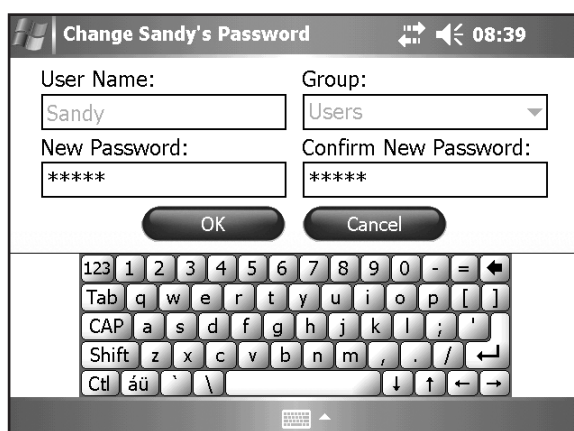 Change Sandy's Password 08:39
User Name: Group:
Sandy Users
New Password: Confirm New Password:
***** *****
OK Cancel
123 1 2 3 4 5 6 7 8 9 0 - =
Tab q w e r t y u i o p [ ]
CAP a s d f g h j k l ; '
Shift z x c v b n m , . /
Ctl áü ` \ ↓ ↑ ← →